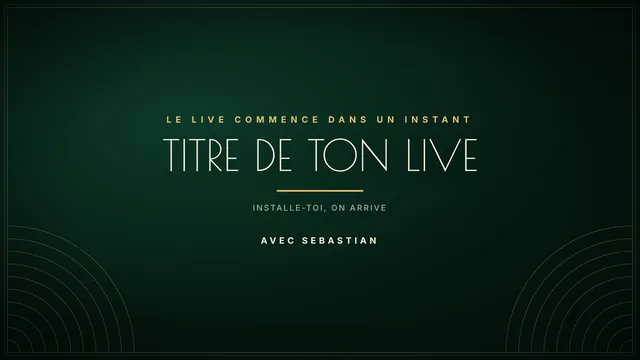 LE LIVE COMMENCE DANS UN INSTANT
TITRE DE TON LIVE
INSTALLE-TOI, ON ARRIVE
AVEC SEBASTIAN